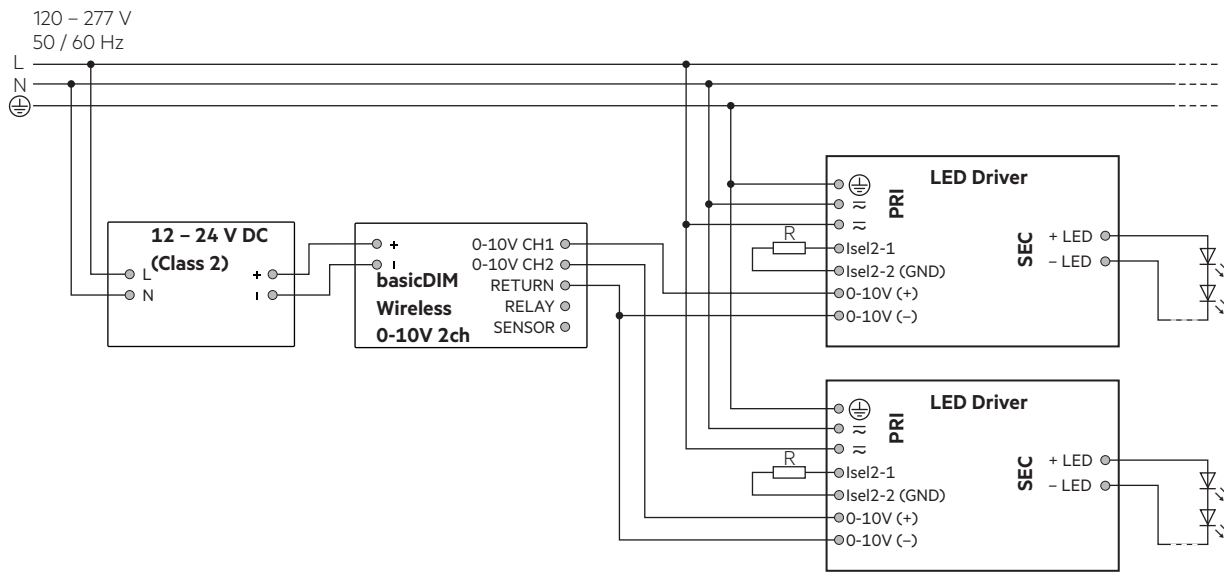 120 – 277 V
50 / 60 Hz
L
N
12 – 24 V DC
(Class 2)
L
N
+
–
+
–
basicDIM
Wireless
0-10V 2ch
0-10V CH1
0-10V CH2
RETURN
RELAY
SENSOR
LED Driver
PRI
R
Isel2-1
Isel2-2 (GND)
0-10V (+)
0-10V (–)
SEC
+ LED
– LED
LED Driver
PRI
R
Isel2-1
Isel2-2 (GND)
0-10V (+)
0-10V (–)
SEC
+ LED
– LED